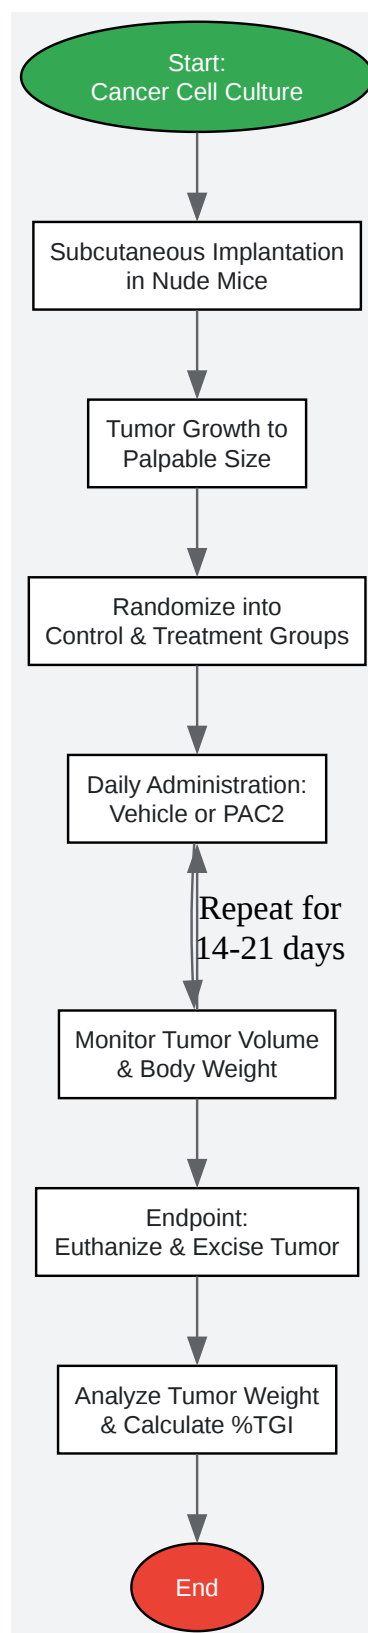 Start:
Cancer Cell Culture
Subcutaneous Implantation
in Nude Mice
Tumor Growth to
Palpable Size
Randomize into
Control & Treatment Groups
Daily Administration:
Vehicle or PAC2
Repeat for
14-21 days
Monitor Tumor Volume
& Body Weight
Endpoint:
Euthanize & Excise Tumor
Analyze Tumor Weight
& Calculate %TGI
End